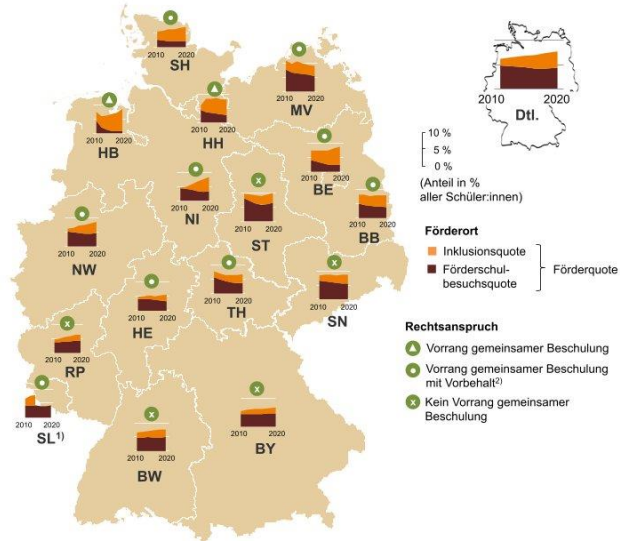 2010 2020
SH
2010 2020
MV
2010 2020
HB
2010 2020
HH
2010 2020
BE
2010 2020
NI
2010 2020
ST
2010 2020
BB
2010 2020
NW
2010 2020
HE
2010 2020
TH
2010 2020
SN
2010 2020
RP
2010 2020
SL¹⁾
2010 2020
BW
2010 2020
BY
2010 2020
Dtl.
10 %
5 %
0 %
(Anteil in %
aller Schüler:innen)
Förderort
Inklusionsquote
Förderschul-
besuchsquote
Förderquote
Rechtsanspruch
Vorrang gemeinsamer Beschulung
Vorrang gemeinsamer Beschulung
mit Vorbehalt²⁾
x Kein Vorrang gemeinsamer
Beschulung